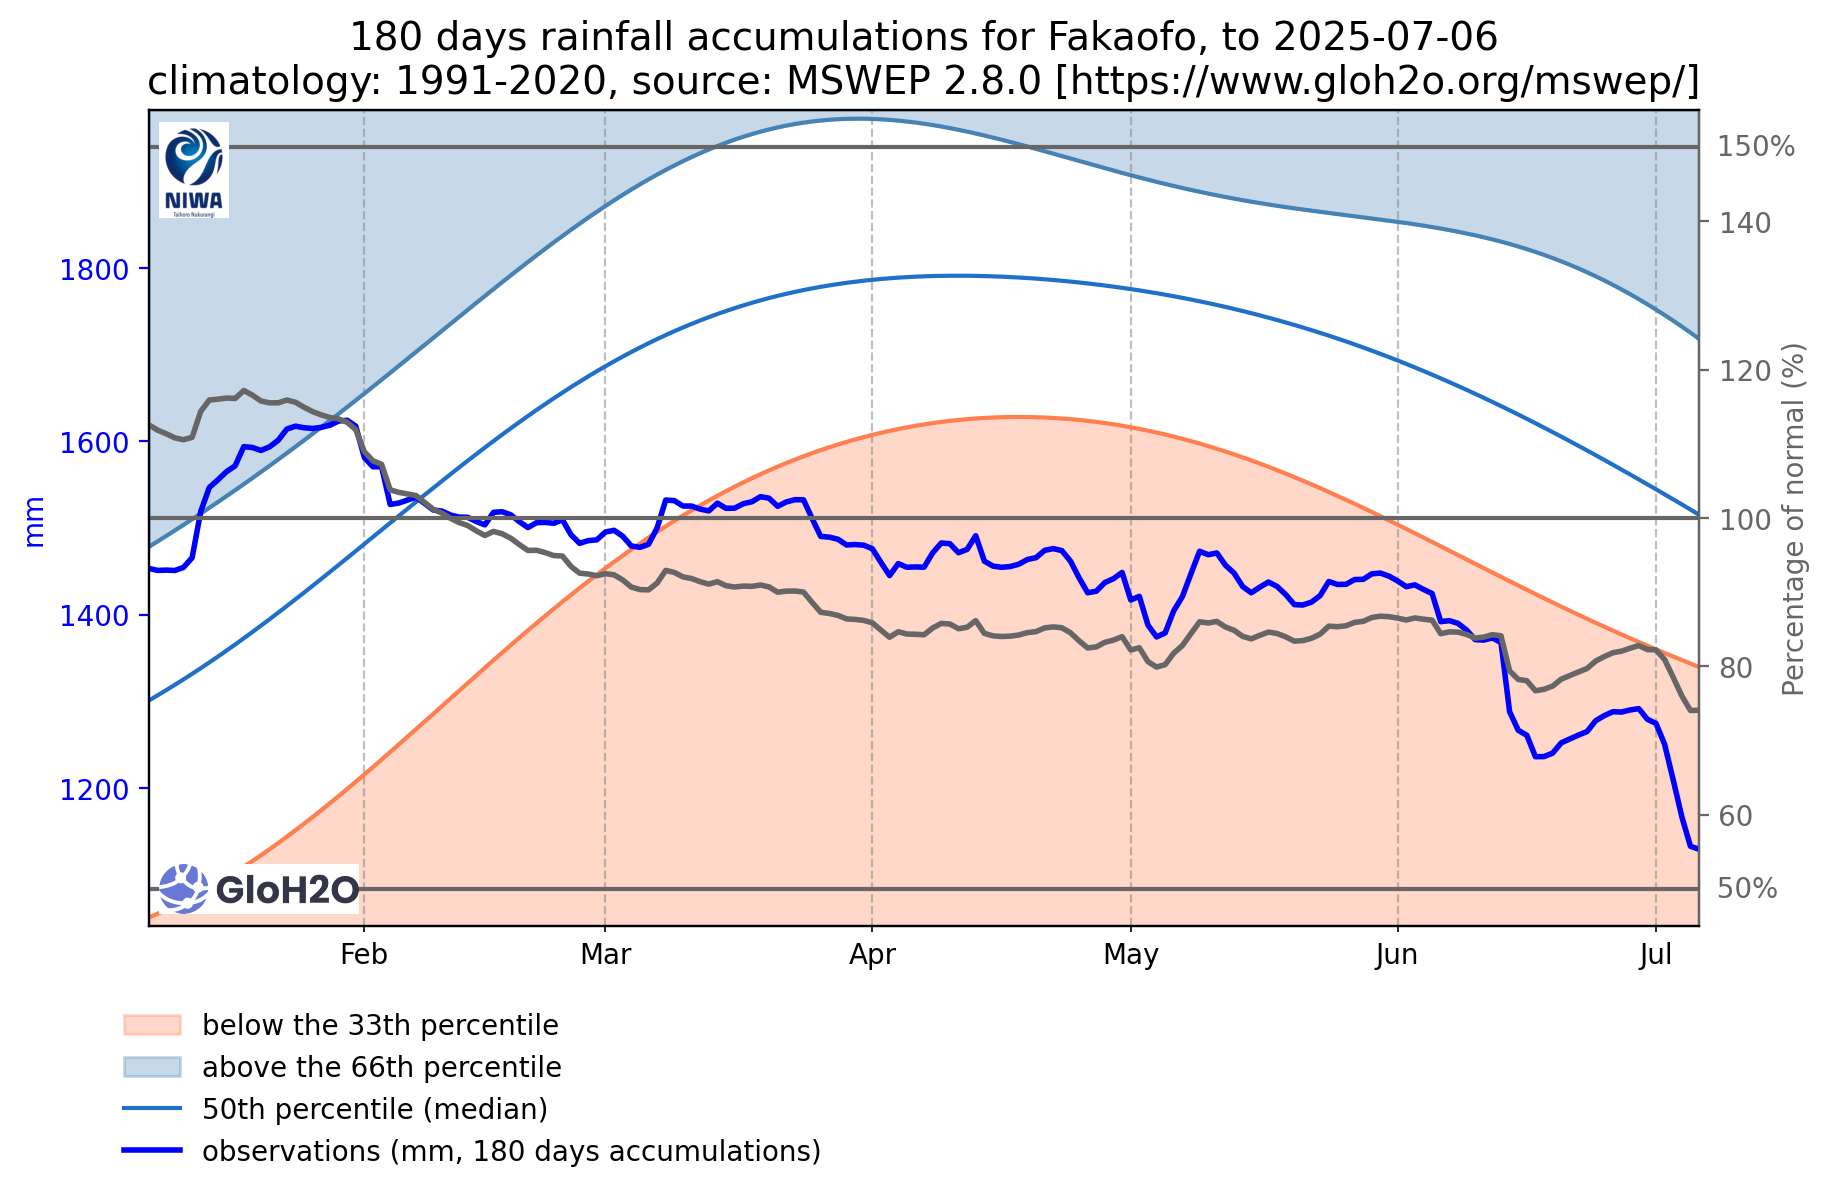 180 days rainfall accumulations for Fakaofo, to 2025-07-06
climatology: 1991-2020, source: MSWEP 2.8.0 [https://www.gloh2o.org/mswep/]
NIWA
Taihoro Nukurangi
150%
140
120
100
80
60
50%
Percentage of normal (%)
1800
1600
1400
1200
mm
GloH2O
Feb Mar Apr May Jun Jul
below the 33th percentile
above the 66th percentile
50th percentile (median)
observations (mm, 180 days accumulations)